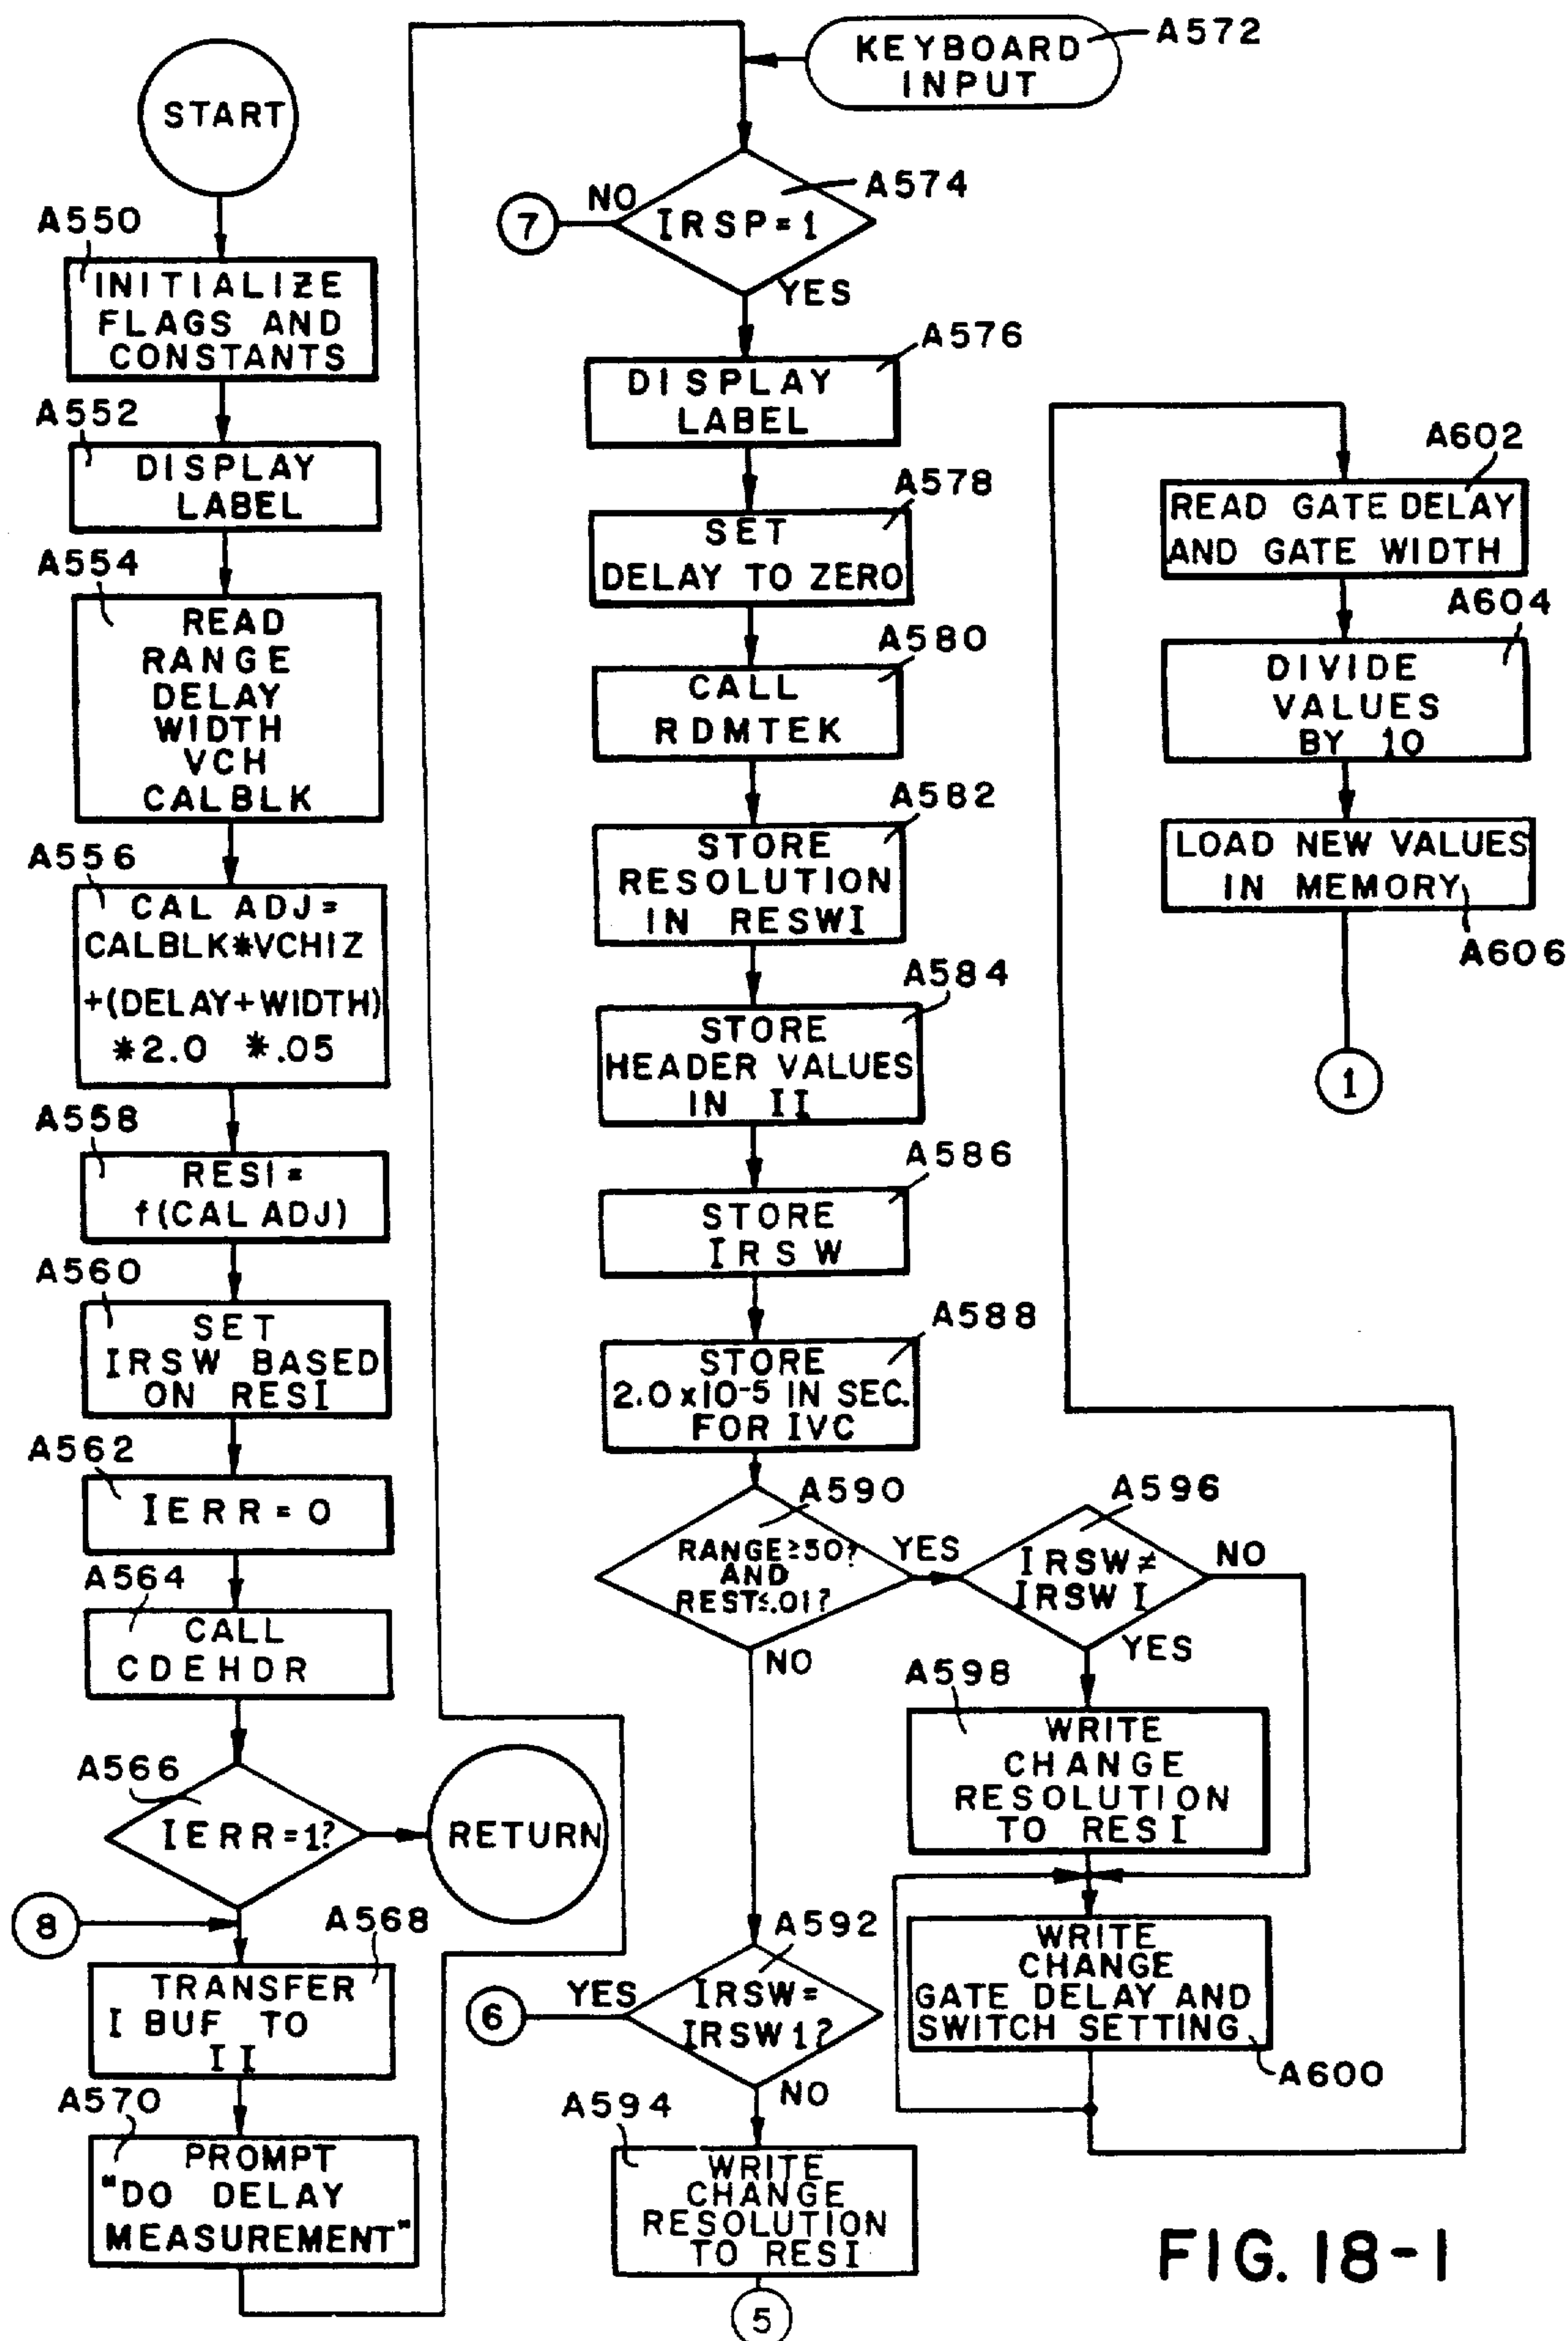 START
A550
INITIALIZE
FLAGS AND
CONSTANTS
A552
DISPLAY
LABEL
A554
READ
RANGE
DELAY
WIDTH
VCH
CALBLK
A556
CAL ADJ=
CALBLK*VCHIZ
+(DELAY+WIDTH)
*2.0 *.05
A558
RESI=
f(CAL ADJ)
A560
SET
IRSW BASED
ON RESI
A562
IERR=0
A564
CALL
CDEHDR
A566
IERR=1?
RETURN
8
A568
TRANSFER
I BUF TO
II
A570
PROMPT
"DO DELAY
MEASUREMENT"
KEYBOARD
INPUT
A572
A574
IRSP=1
NO
7
YES
A576
DISPLAY
LABEL
A578
SET
DELAY TO ZERO
A580
CALL
RDMTEK
A582
STORE
RESOLUTION
IN RESWI
A584
STORE
HEADER VALUES
IN II
A586
STORE
IRSW
A588
STORE
2.0x10-5 IN SEC.
FOR IVC
A590
RANGE≥50?
AND
REST≤.01?
YES
NO
A592
IRSW=
IRSW1?
YES
6
NO
A594
WRITE
CHANGE
RESOLUTION
TO RESI
5
A596
IRSW≠
IRSW I
NO
YES
A598
WRITE
CHANGE
RESOLUTION
TO RESI
WRITE
CHANGE
GATE DELAY AND
SWITCH SETTING
A600
A602
READ GATE DELAY
AND GATE WIDTH
A604
DIVIDE
VALUES
BY 10
LOAD NEW VALUES
IN MEMORY
A606
1
FIG. 18-1